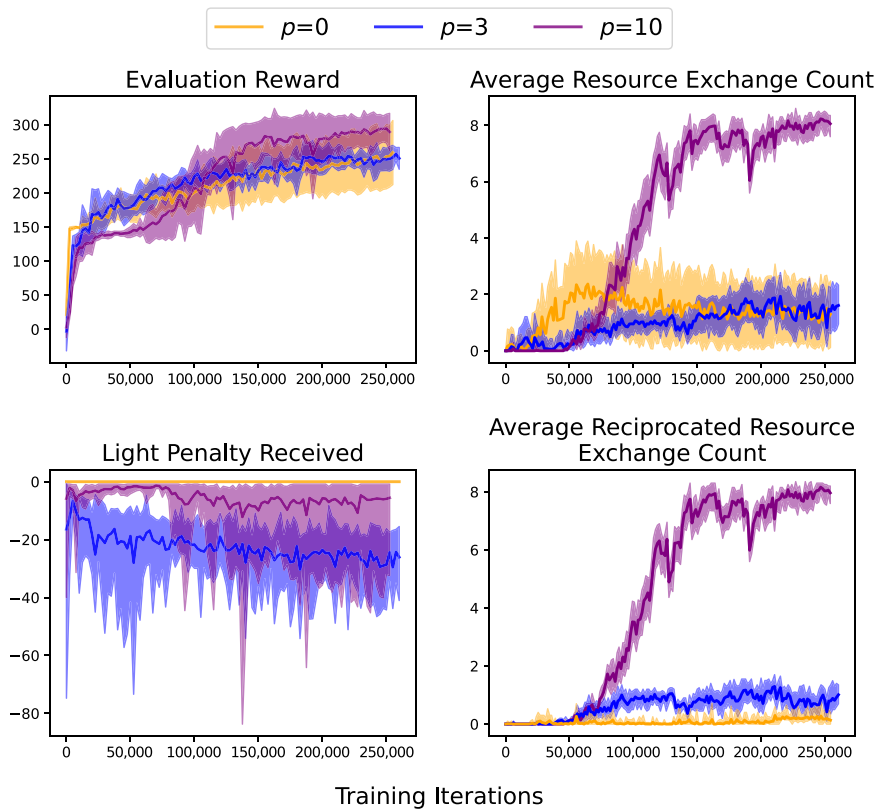 p=0 p=3 p=10
Evaluation Reward
300
250
200
150
100
50
0
0 50,000 100,000 150,000 200,000 250,000
Average Resource Exchange Count
8
6
4
2
0
0 50,000 100,000 150,000 200,000 250,000
Light Penalty Received
0
−20
−40
−60
−80
0 50,000 100,000 150,000 200,000 250,000
Average Reciprocated Resource
Exchange Count
8
6
4
2
0
0 50,000 100,000 150,000 200,000 250,000
Training Iterations